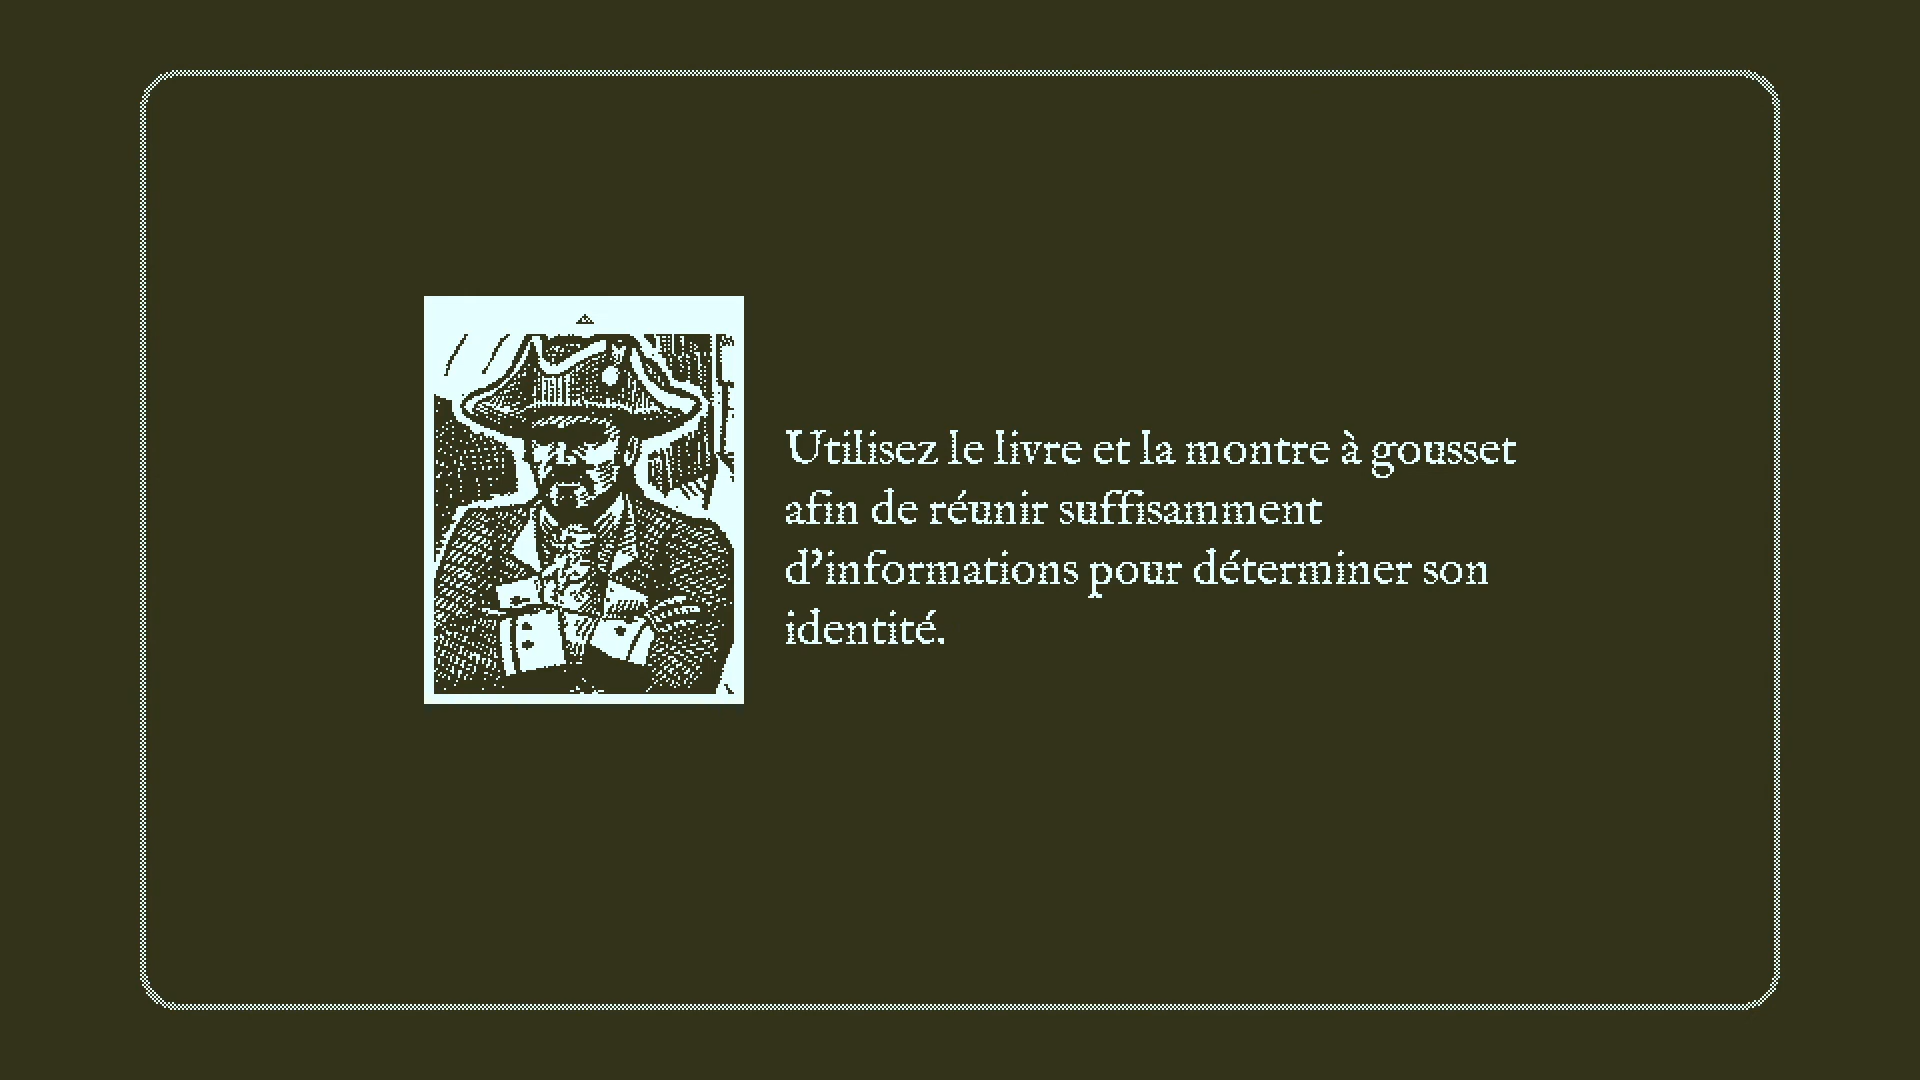 Utilisez le livre et la montre à gousset
afin de réunir suffisamment
d’informations pour déterminer son
identité.